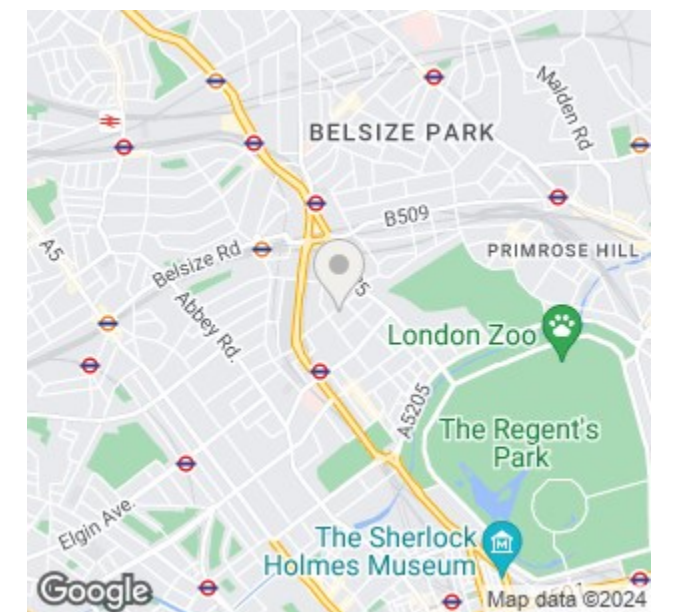 BELSIZE PARK
Malden Rd
B509
PRIMROSE HILL
A5
Belsize Rd
Abbey Rd.
London Zoo
A5205
The Regent's
Park
Elgin Ave.
The Sherlock
Holmes Museum
Google
Map data ©2024